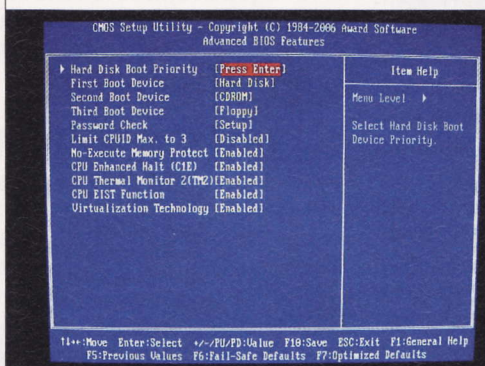 CMOS Setup Utility - Copyright (C) 1984-2006 Award Software
Advanced BIOS Features
Hard Disk Boot Priority [Press Enter]
First Boot Device [Hard Disk]
Second Boot Device [CDROM]
Third Boot Device [Floppy]
Password Check [Setup]
Limit CPUID Max. to 3 [Disabled]
No-Execute Memory Protect [Enabled]
CPU Enhanced Halt (C1E) [Enabled]
CPU Thermal Monitor 2(TM2)[Enabled]
CPU EIST Function [Enabled]
Virtualization Technology [Enabled]
Item Help
Menu Level ▶
Select Hard Disk Boot
Device Priority.
↑↓→←:Move Enter:Select +/-/PU/PD:Value F10:Save ESC:Exit F1:General Help
F5:Previous Values F6:Fail-Safe Defaults F7:Optimized Defaults